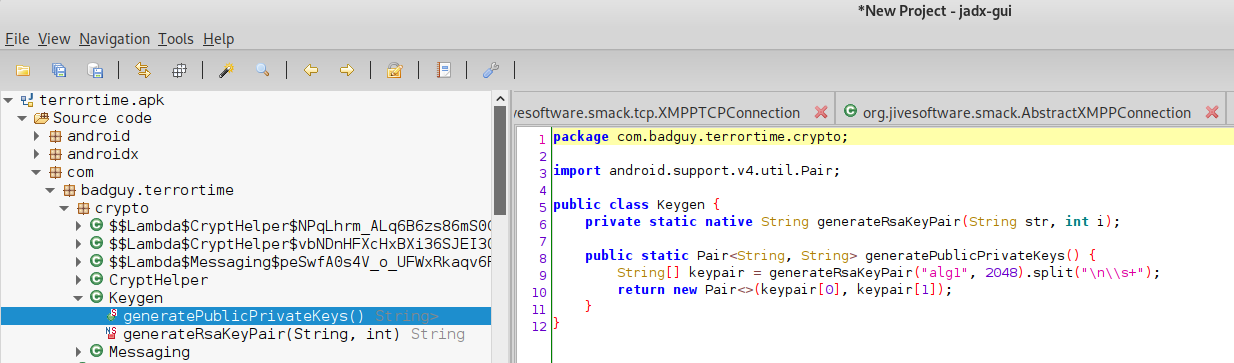 *New Project - jadx-gui
File View Navigation Tools Help
terrortime.apk
Source code
android
androidx
com
badguy.terrortime
crypto
$$Lambda$CryptHelper$NPqLhrm_ALq6B6zs86mS0
$$Lambda$CryptHelper$vbNDnHFXcHxBXi36SJEI3
$$Lambda$Messaging$peSwfA0s4V_o_UFWxRkaqv6
CryptHelper
Keygen
generatePublicPrivateKeys() String>
generateRsaKeyPair(String, int) String
Messaging
vesoftware.smack.tcp.XMPPTCPConnection org.jivesoftware.smack.AbstractXMPPConnection
1 package com.badguy.terrortime.crypto;
2
3 import android.support.v4.util.Pair;
4
5 public class Keygen {
6 private static native String generateRsaKeyPair(String str, int i);
7
8 public static Pair<String, String> generatePublicPrivateKeys() {
9 String[] keypair = generateRsaKeyPair("alg1", 2048).split("\n\\s+");
10 return new Pair<>(keypair[0], keypair[1]);
11 }
12 }